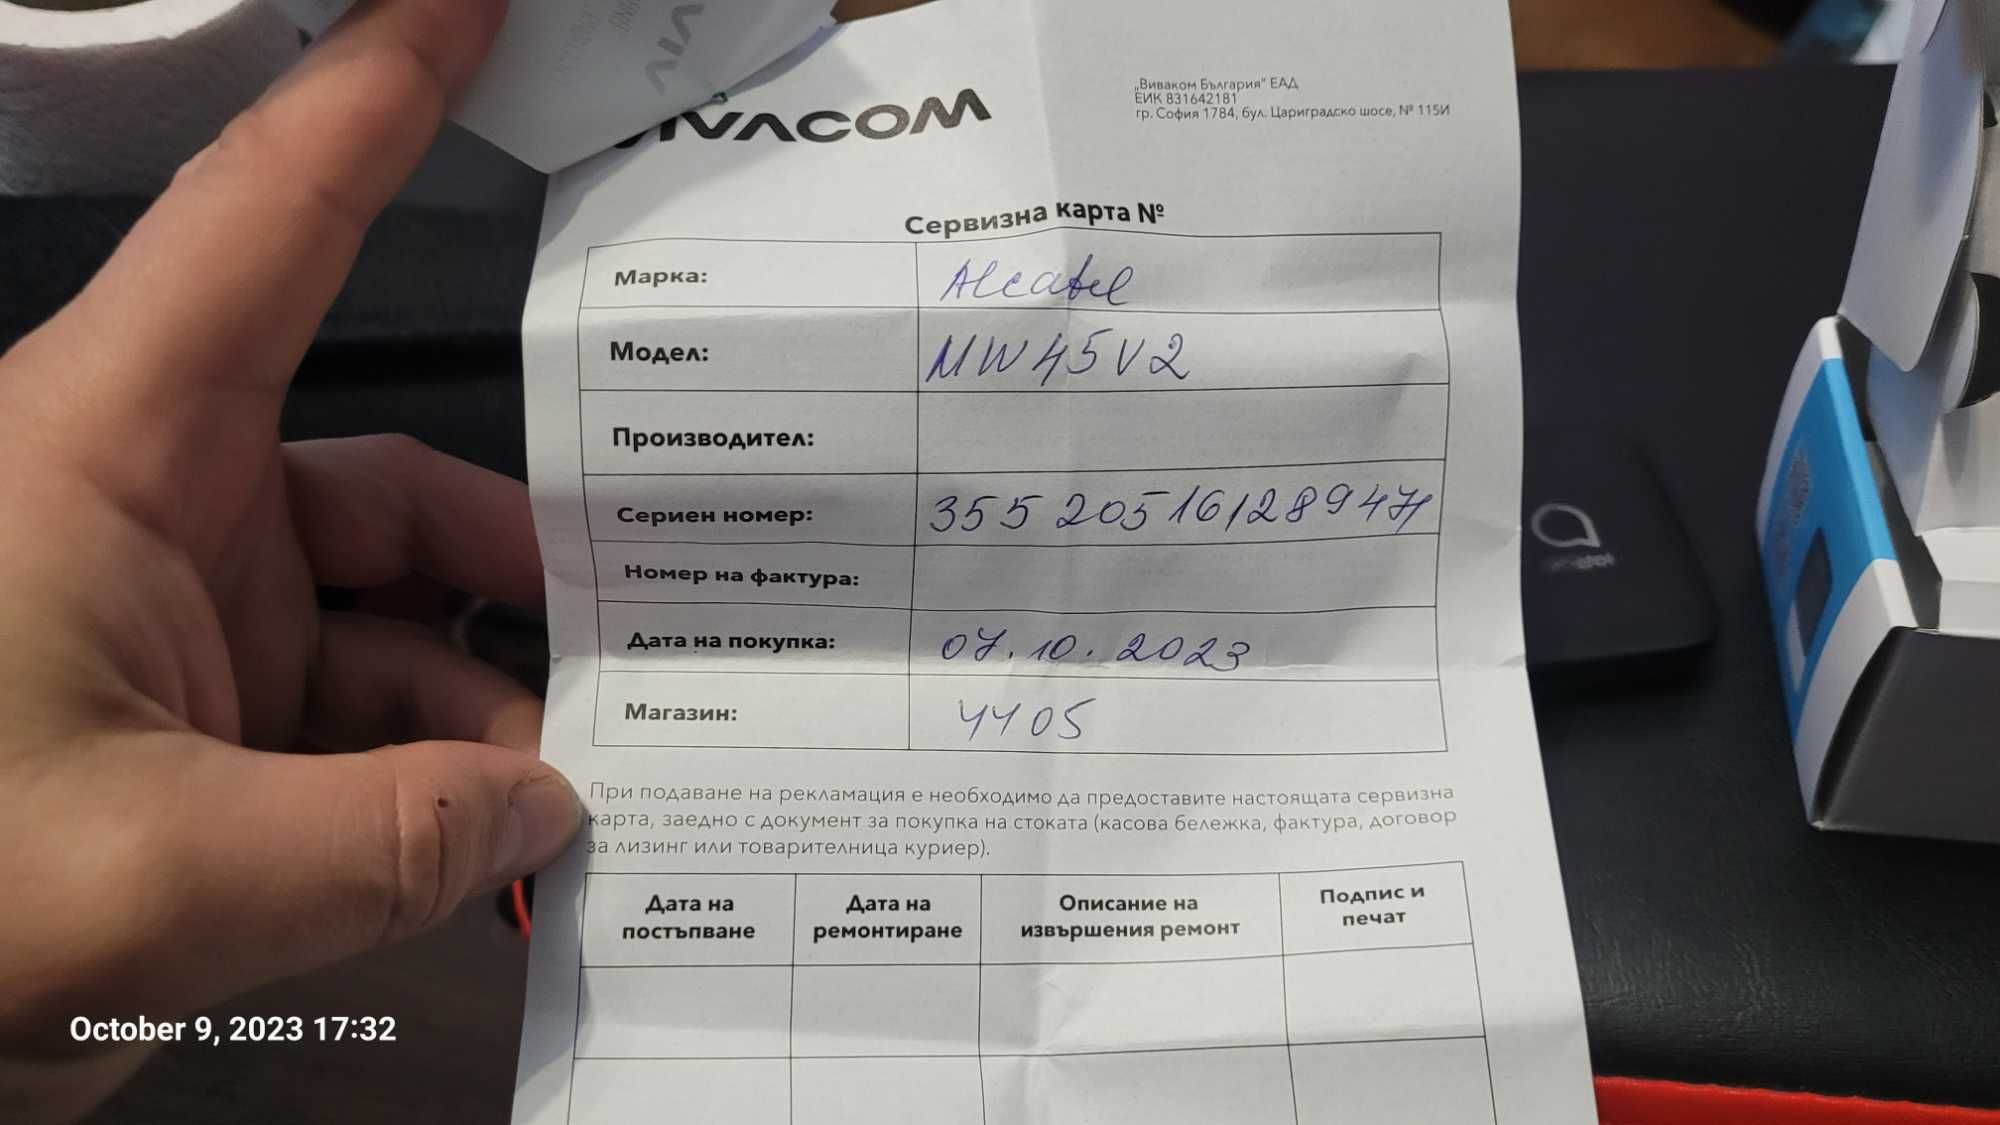 VIVACOM
„Виваком България“ ЕАД
ЕИК 831642181
гр. София 1784, бул. Цариградско шосе, № 115И
Сервизна карта №
Марка: Alcatel
Модел: MW45V2
Производител:
Сериен номер:
Номер на фактура:
Дата на покупка: 07.10.2023
Магазин: 4405
При подаване на рекламация е необходимо да предоставите настоящата сервизна
карта, заедно с документ за покупка на стоката (касова бележка, фактура, договор
за лизинг или товарителница куриер).
Дата на постъпване
Дата на ремонтиране
Описание на извършения ремонт
Подпис и печат
October 9, 2023 17:32
alcatel